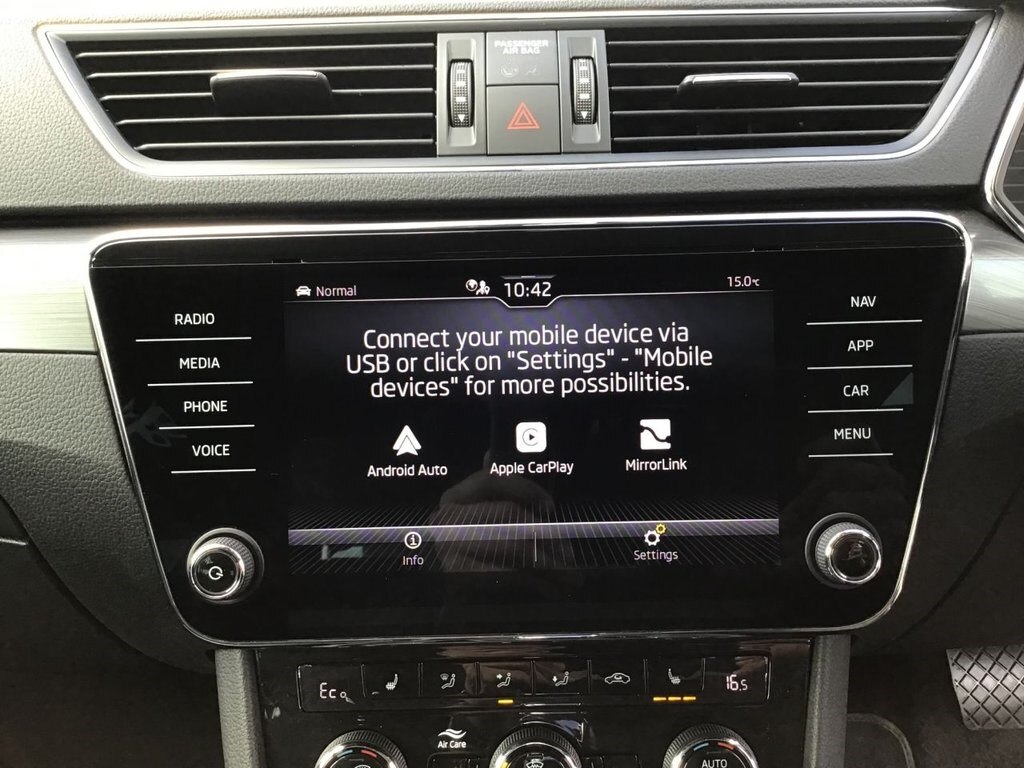 PASSENGER
AIR BAG
Normal
10:42
15.0°C
RADIO
MEDIA
PHONE
VOICE
Connect your mobile device via
USB or click on "Settings" - "Mobile
devices" for more possibilities.
Android Auto
Apple CarPlay
MirrorLink
Info
Settings
NAV
APP
CAR
MENU
Ec
16.5
Air Care
AUTO